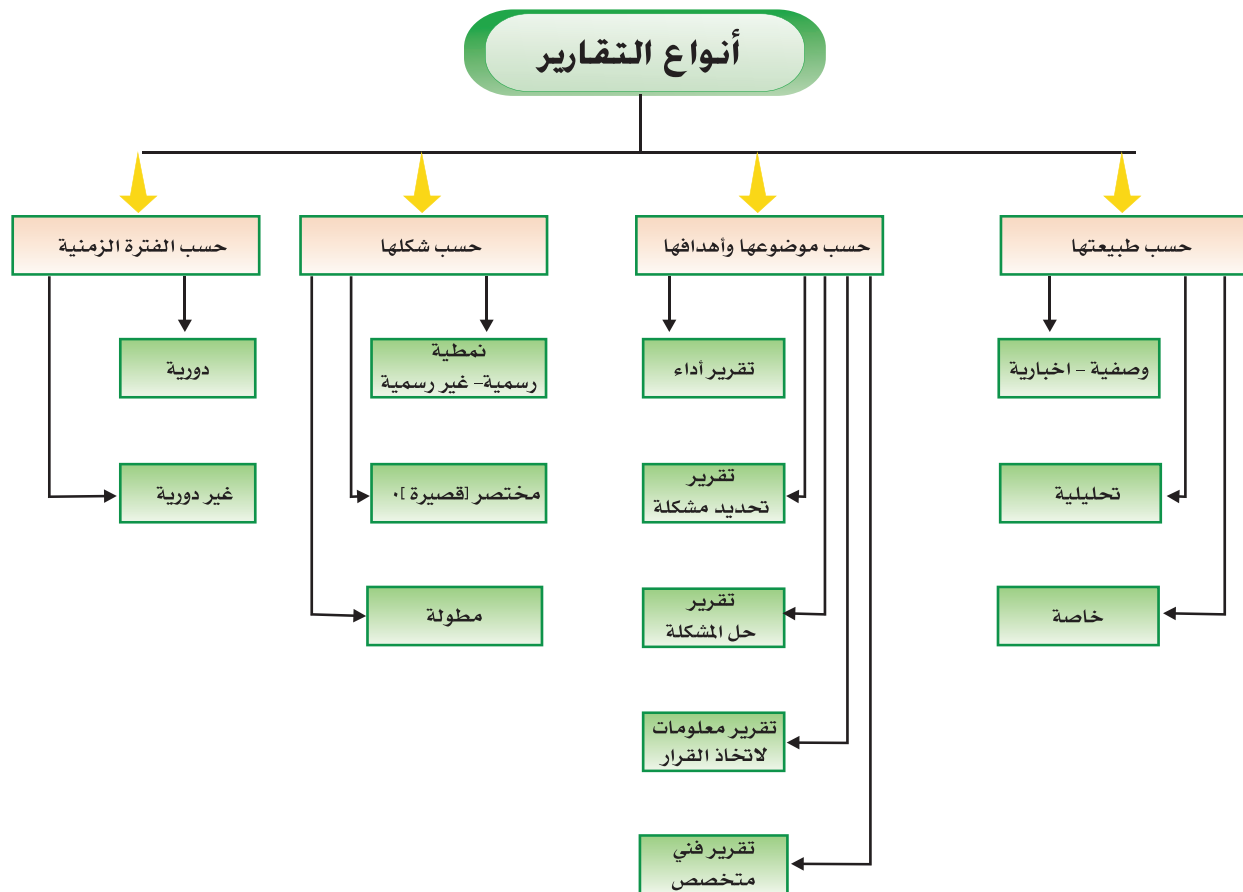 أنواع التقارير
حسب طبيعتها
حسب موضوعها وأهدافها
حسب شكلها
حسب الفترة الزمنية
وصفية - اخبارية
تحليلية
خاصة
تقرير أداء
تقرير
تحديد مشكلة
تقرير
حل المشكلة
تقرير معلومات
لاتخاذ القرار
تقرير فني
متخصص
نمطية
رسمية- غير رسمية
مختصر [قصيرة ].
مطولة
دورية
غير دورية